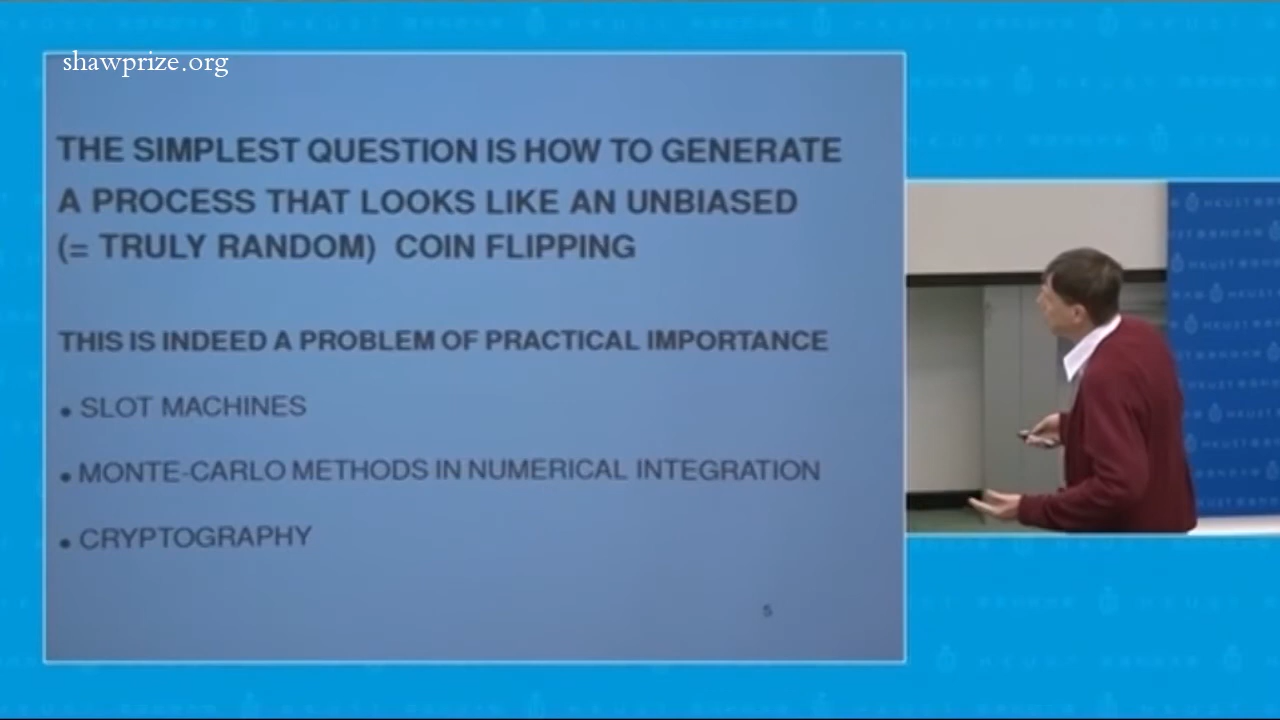 shawprize.org
THE SIMPLEST QUESTION IS HOW TO GENERATE
A PROCESS THAT LOOKS LIKE AN UNBIASED
(= TRULY RANDOM) COIN FLIPPING
THIS IS INDEED A PROBLEM OF PRACTICAL IMPORTANCE
• SLOT MACHINES
• MONTE-CARLO METHODS IN NUMERICAL INTEGRATION
• CRYPTOGRAPHY
5